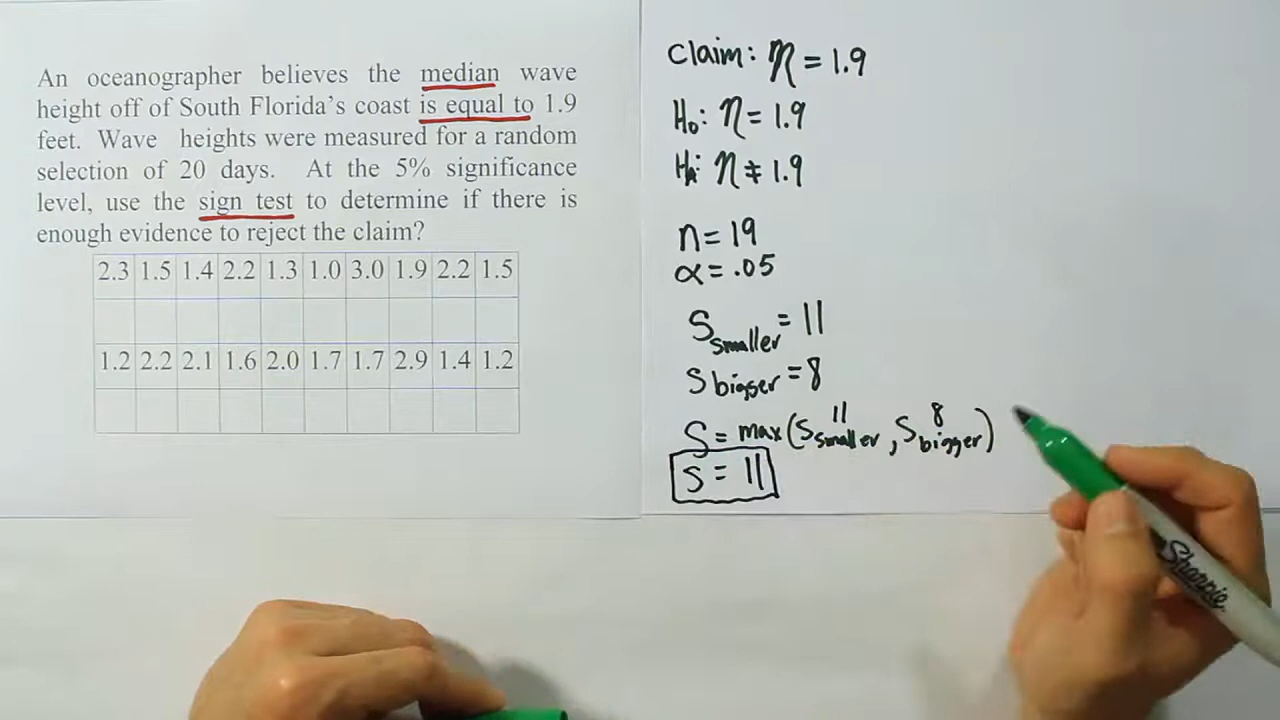 An oceanographer believes the median wave
height off of South Florida's coast is equal to 1.9
feet. Wave heights were measured for a random
selection of 20 days. At the 5% significance
level, use the sign test to determine if there is
enough evidence to reject the claim?
2.3 1.5 1.4 2.2 1.3 1.0 3.0 1.9 2.2 1.5
1.2 2.2 2.1 1.6 2.0 1.7 1.7 2.9 1.4 1.2
Claim: η = 1.9
H₀: η = 1.9
Hₐ: η ≠ 1.9
n = 19
α = .05
S smaller = 11
S bigger = 8
11 8
S = max(S smaller, S bigger)
S = 11
Sharpie